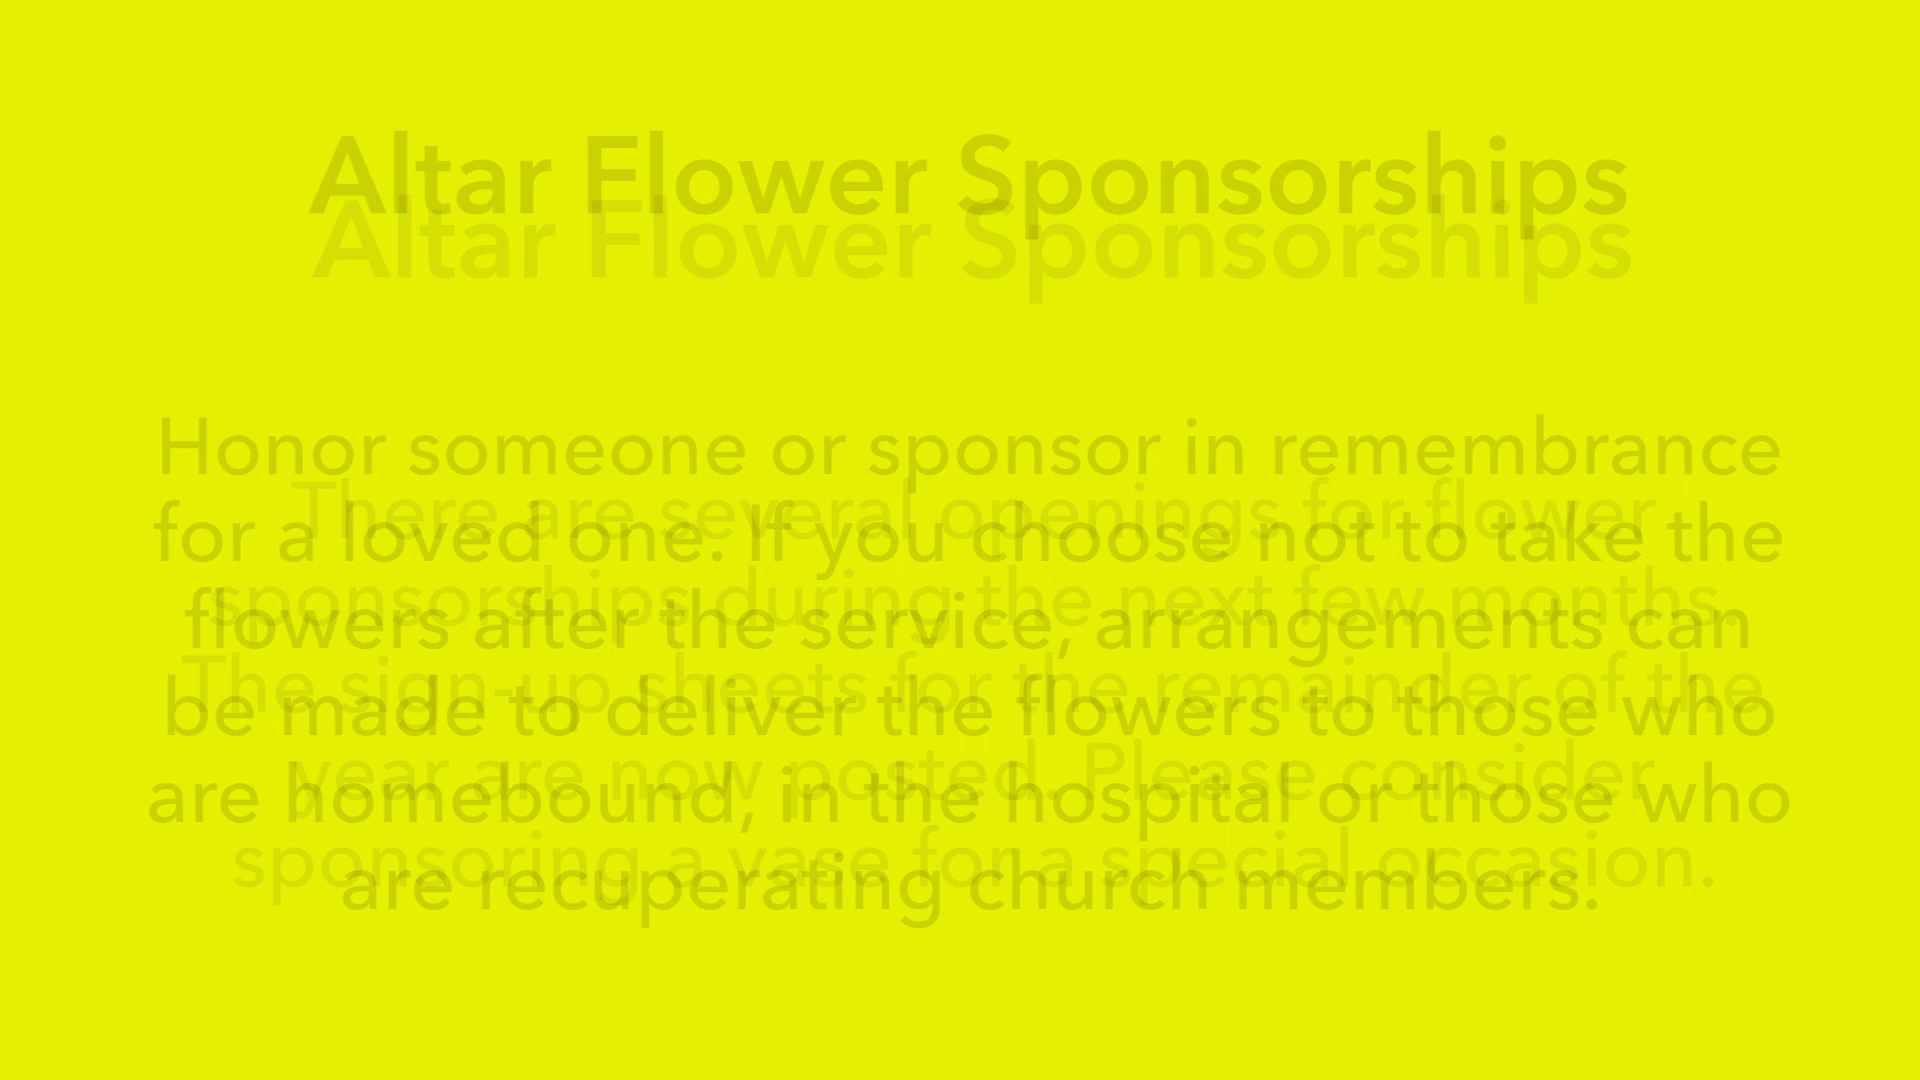 Altar Flower Sponsorships
Honor someone or sponsor in remembrance
for a loved one. If you choose not to take the
flowers after the service, arrangements can
be made to deliver the flowers to those who
are homebound, in the hospital or those who
are recuperating church members.
Altar Flower Sponsorships
There are several openings for flower
sponsorships during the next few months.
The sign-up sheets for the remainder of the
year are now posted. Please consider
sponsoring a vase for a special occasion.